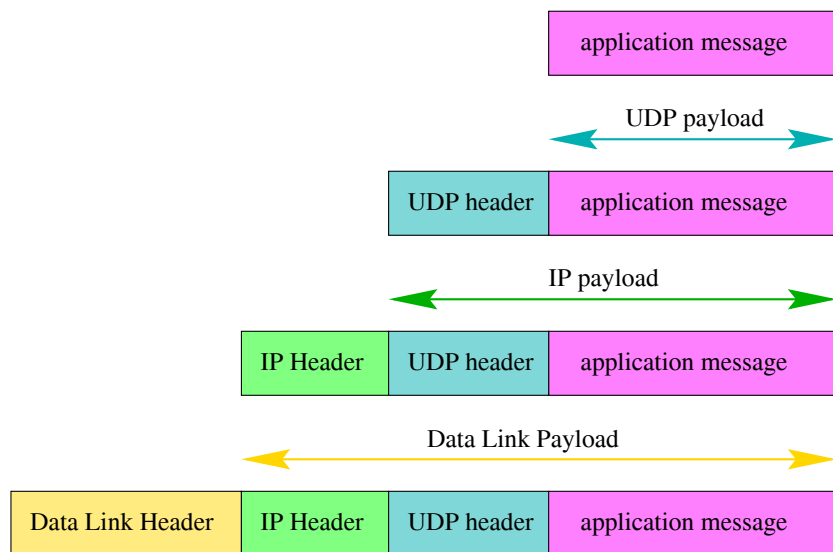 application message
UDP payload
UDP header application message
IP payload
IP Header UDP header application message
Data Link Payload
Data Link Header IP Header UDP header application message